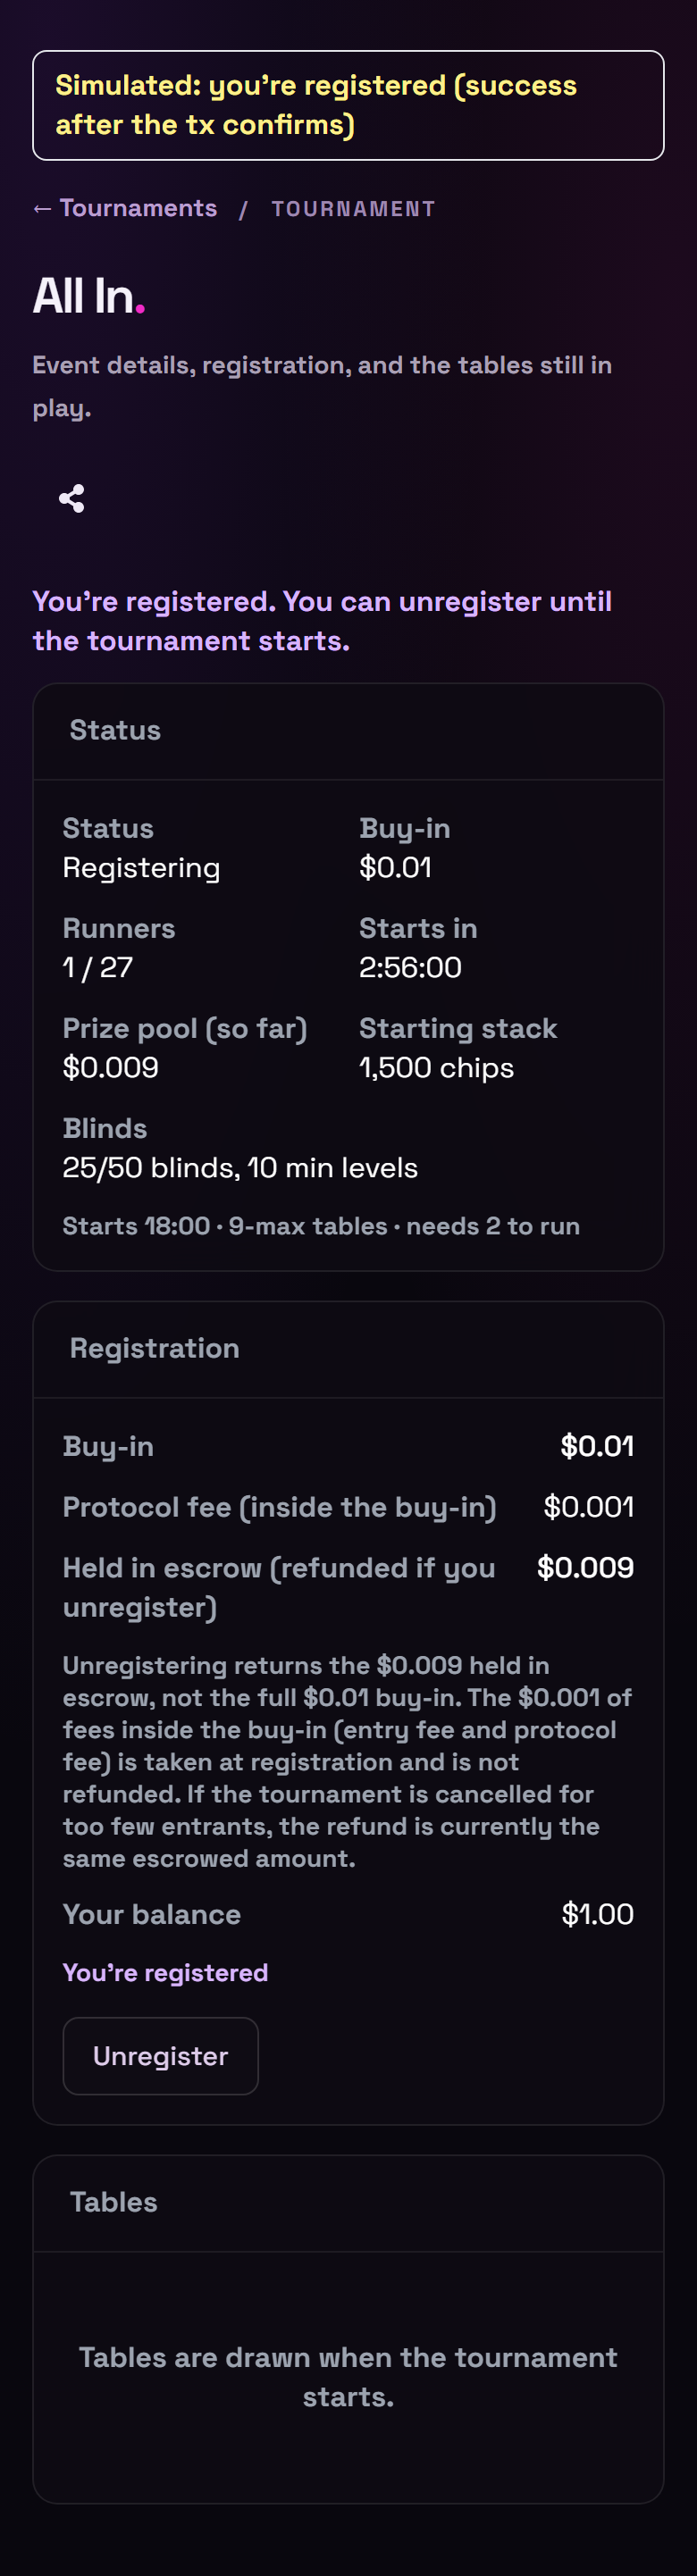 Simulated: you're registered (success
after the tx confirms)
← Tournaments / TOURNAMENT
All In.
Event details, registration, and the tables still in
play.
You're registered. You can unregister until
the tournament starts.
Status
Status Buy-in
Registering $0.01
Runners Starts in
1 / 27 2:56:00
Prize pool (so far) Starting stack
$0.009 1,500 chips
Blinds
25/50 blinds, 10 min levels
Starts 18:00 · 9-max tables · needs 2 to run
Registration
Buy-in $0.01
Protocol fee (inside the buy-in) $0.001
Held in escrow (refunded if you $0.009
unregister)
Unregistering returns the $0.009 held in
escrow, not the full $0.01 buy-in. The $0.001 of
fees inside the buy-in (entry fee and protocol
fee) is taken at registration and is not
refunded. If the tournament is cancelled for
too few entrants, the refund is currently the
same escrowed amount.
Your balance $1.00
You're registered
Unregister
Tables
Tables are drawn when the tournament
starts.